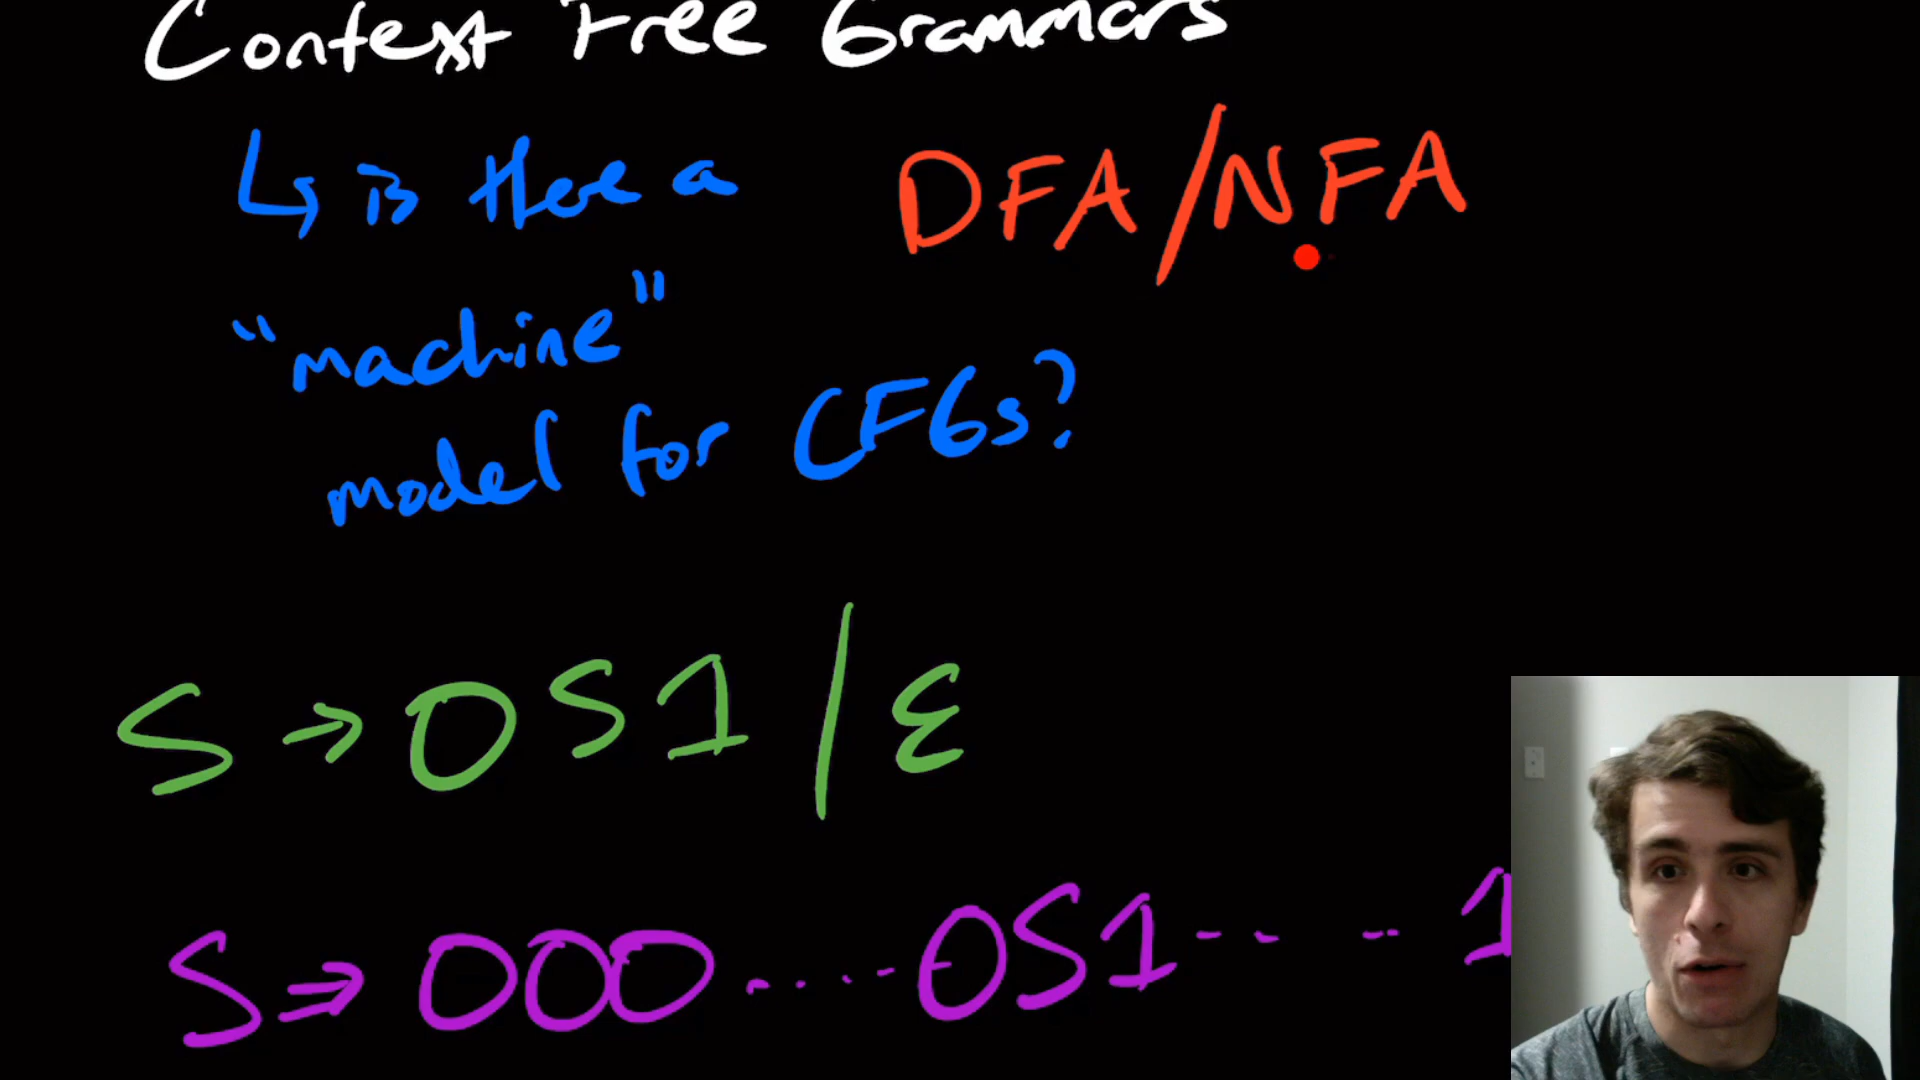 Context Free Grammars
↳ is there a DFA/NFA
"machine"
model for CFGs?
S → 0S1 / ε
S ⇒ 000....0S1-- - 1